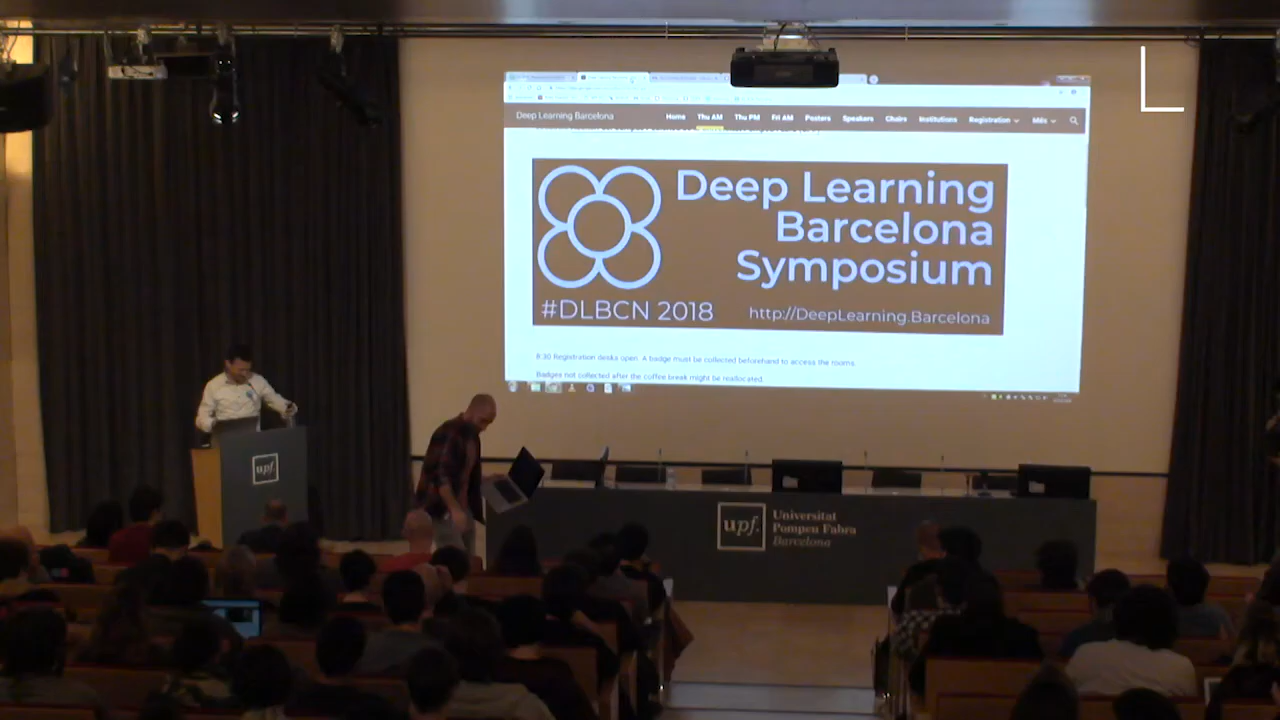 Deep Learning Barcelona
Home Thu AM Thu PM Fri AM Posters Speakers Chairs Institutions Registration Més
Deep Learning
Barcelona
Symposium
#DLBCN 2018 http://DeepLearning.Barcelona
8:30 Registration desks open. A badge must be collected beforehand to access the rooms.
Badges not collected after the coffee break might be reallocated.
upf.
upf. Universitat
Pompeu Fabra
Barcelona